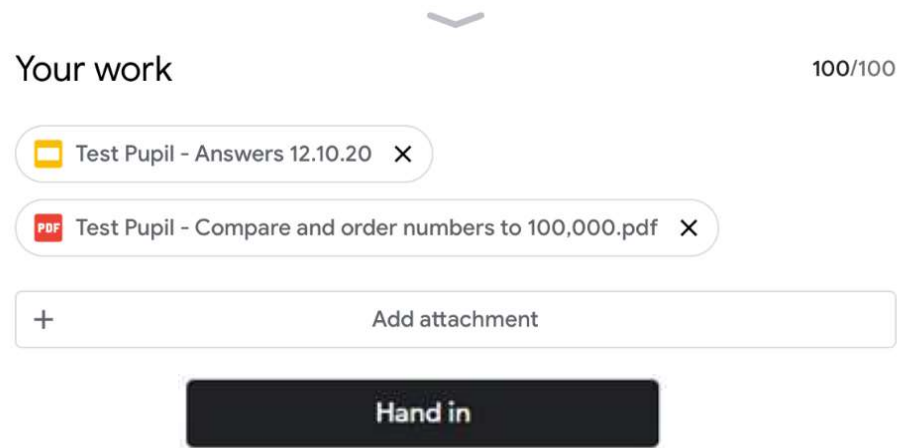 Your work 100/100
Test Pupil - Answers 12.10.20
PDF Test Pupil - Compare and order numbers to 100,000.pdf
Add attachment
Hand in